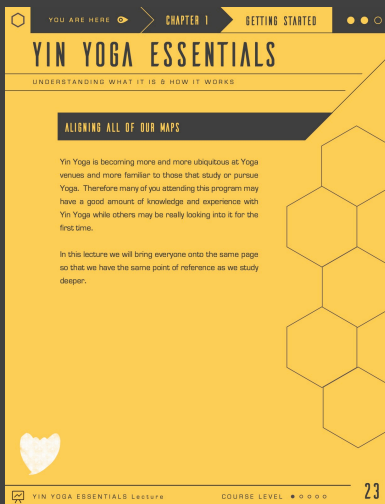 YOU ARE HERE
CHAPTER 1
GETTING STARTED
YIN YOGA ESSENTIALS
UNDERSTANDING WHAT IT IS & HOW IT WORKS
ALIGNING ALL OF OUR MAPS
Yin Yoga is becoming more and more ubiquitous at Yoga
venues and more familiar to those that study or pursue
Yoga. Therefore many of you attending this program may
have a good amount of knowledge and experience with
Yin Yoga while others may be really looking into it for the
first time.
In this lecture we will bring everyone onto the same page
so that we have the same point of reference as we study
deeper.
YIN YOGA ESSENTIALS Lecture
COURSE LEVEL
23